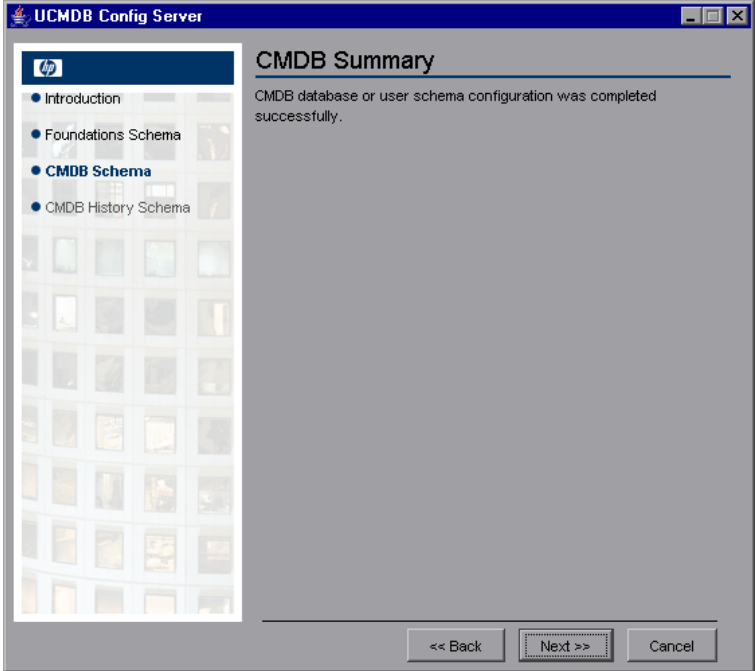 UCMDB Config Server
hp
Introduction
Foundations Schema
CMDB Schema
CMDB History Schema
CMDB Summary
CMDB database or user schema configuration was completed
successfully.
<< Back
Next >>
Cancel